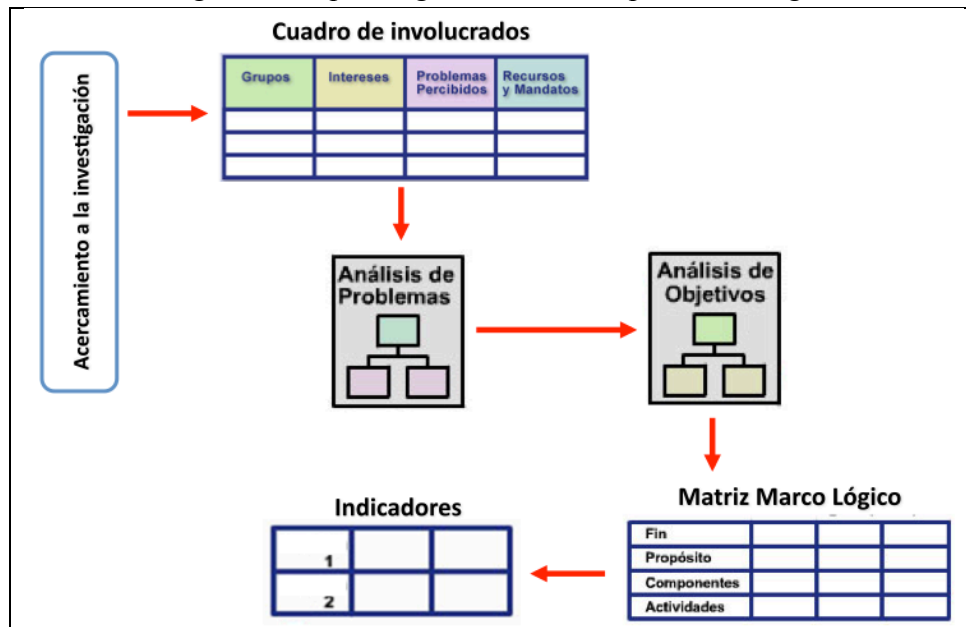 Cuadro de involucrados
Acercamiento a la investigación
Grupos
Intereses
Problemas
Percibidos
Recursos
y Mandatos
Análisis de
Problemas
Análisis de
Objetivos
Matriz Marco Lógico
Fin
Propósito
Componentes
Actividades
Indicadores
1
2